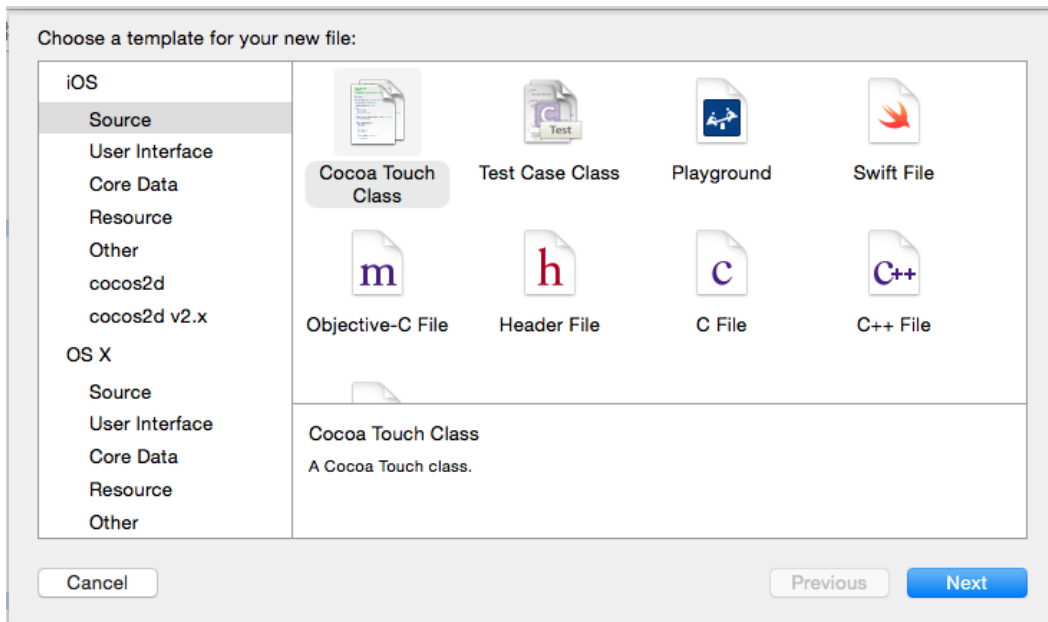 Choose a template for your new file:
iOS
Source
User Interface
Core Data
Resource
Other
cocos2d
cocos2d v2.x
OS X
Source
User Interface
Core Data
Resource
Other
Cocoa Touch
Class
C
Test
Test Case Class
Playground
Swift File
m
Objective-C File
h
Header File
c
C File
C++
C++ File
Cocoa Touch Class
A Cocoa Touch class.
Cancel
Previous
Next